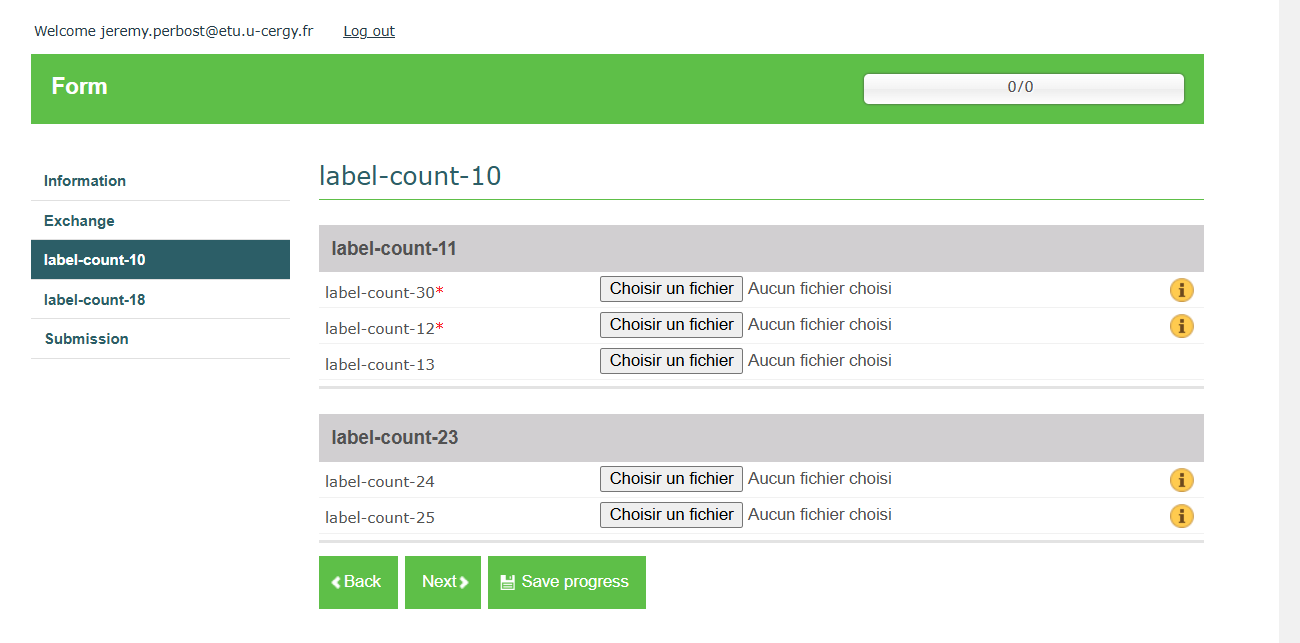 Welcome jeremy.perbost@etu.u-cergy.fr Log out
Form 0/0
Information
Exchange
label-count-10
label-count-18
Submission
label-count-10
label-count-11
label-count-30* Choisir un fichier Aucun fichier choisi
label-count-12* Choisir un fichier Aucun fichier choisi
label-count-13 Choisir un fichier Aucun fichier choisi
label-count-23
label-count-24 Choisir un fichier Aucun fichier choisi
label-count-25 Choisir un fichier Aucun fichier choisi
Back Next Save progress